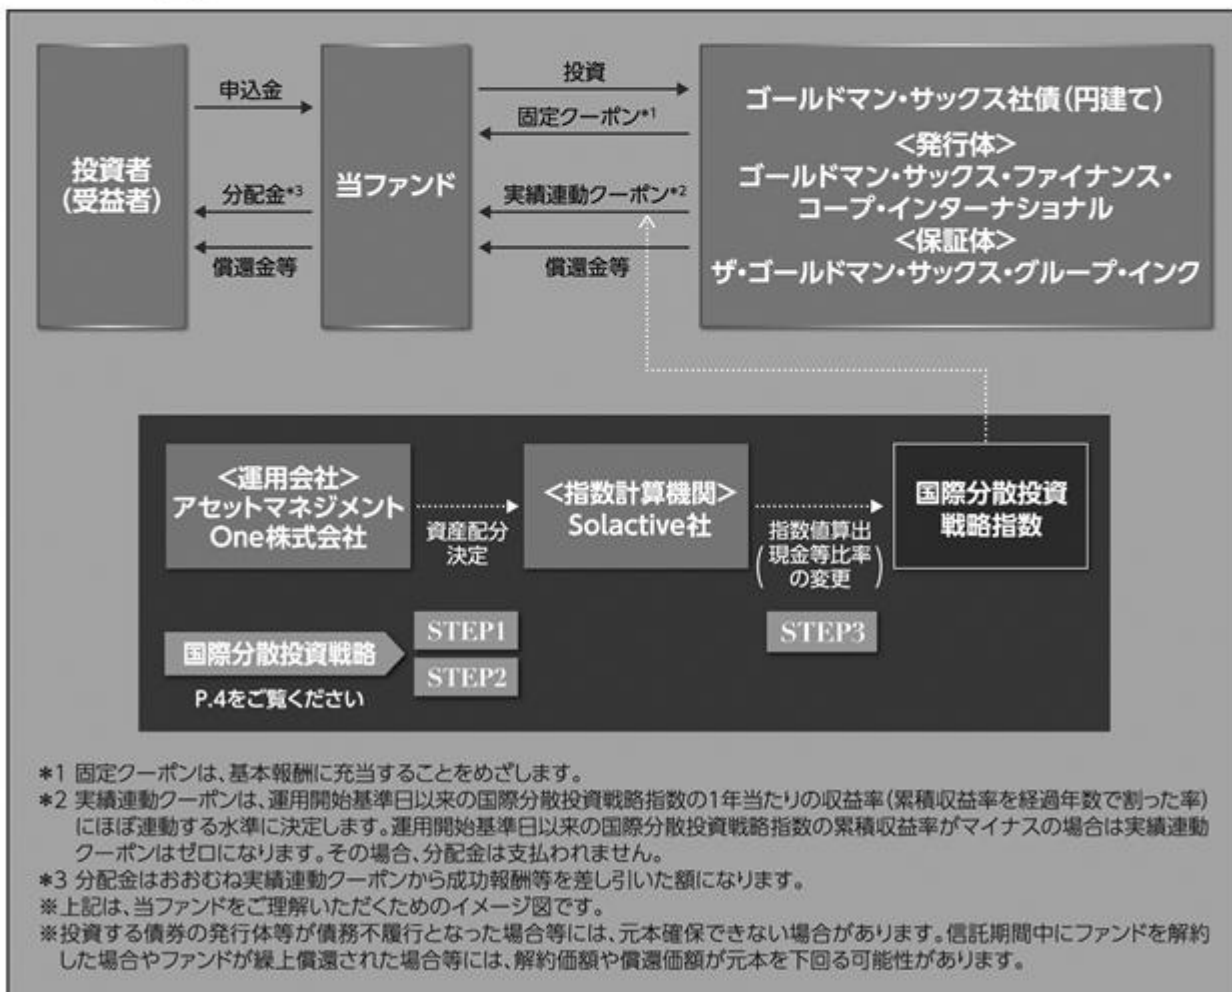 投資者
(受益者)
申込金
分配金*3
償還金等
当ファンド
投資
固定クーポン*1
実績連動クーポン*2
償還金等
ゴールドマン・サックス社債(円建て)
<発行体>
ゴールドマン・サックス・ファイナンス・
コープ・インターナショナル
<保証体>
ザ・ゴールドマン・サックス・グループ・インク
<運用会社>
アセットマネジメント
One株式会社
資産配分
決定
<指数計算機関>
Solactive社
指数値算出
(現金等比率
の変更)
国際分散投資
戦略指数
国際分散投資戦略
P.4をご覧ください
STEP1
STEP2
STEP3
*1 固定クーポンは、基本報酬に充当することをめざします。
*2 実績連動クーポンは、運用開始基準日以来の国際分散投資戦略指数の1年当たりの収益率(累積収益率を経過年数で割った率)
にほぼ連動する水準に決定します。運用開始基準日以来の国際分散投資戦略指数の累積収益率がマイナスの場合は実績連動
クーポンはゼロになります。その場合、分配金は支払われません。
*3 分配金はおおむね実績連動クーポンから成功報酬等を差し引いた額になります。
※上記は、当ファンドをご理解いただくためのイメージ図です。
※投資する債券の発行体等が債務不履行となった場合等には、元本確保できない場合があります。信託期間中にファンドを解約
した場合やファンドが繰上償還された場合等には、解約価額や償還価額が元本を下回る可能性があります。